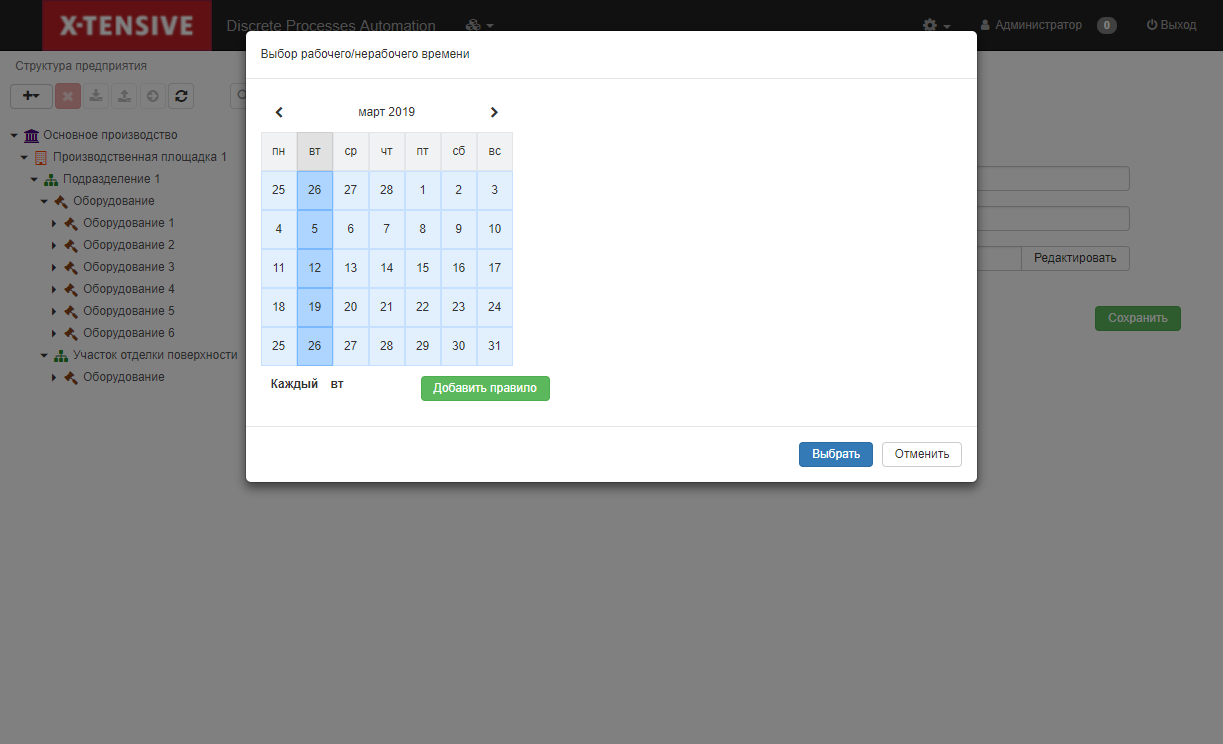 X-TENSIVE
Discrete Processes Automation
Администратор 0 Выход
Структура предприятия
Основное производство
Производственная площадка 1
Подразделение 1
Оборудование
Оборудование 1
Оборудование 2
Оборудование 3
Оборудование 4
Оборудование 5
Оборудование 6
Участок отделки поверхности
Оборудование
Выбор рабочего/нерабочего времени
март 2019
пн вт ср чт пт сб вс
25 26 27 28 1 2 3
4 5 6 7 8 9 10
11 12 13 14 15 16 17
18 19 20 21 22 23 24
25 26 27 28 29 30 31
Каждый вт Добавить правило
Выбрать Отменить
Редактировать
Сохранить